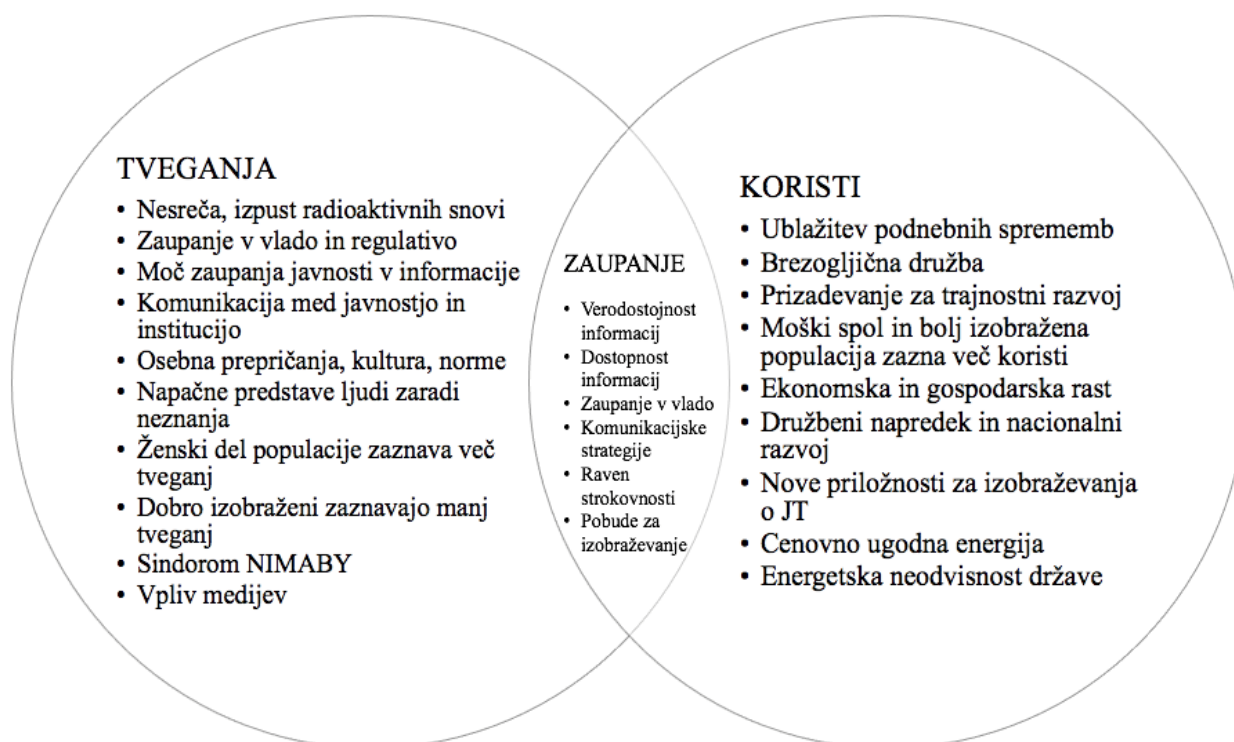 TVEGANJA
• Nesreča, izpust radioaktivnih snovi
• Zaupanje v vlado in regulativo
• Moč zaupanja javnosti v informacije
• Komunikacija med javnostjo in
institucijo
• Osebna prepričanja, kultura, norme
• Napačne predstave ljudi zaradi
neznanja
• Ženski del populacije zaznava več
tveganj
• Dobro izobraženi zaznavajo manj
tveganj
• Sindorom NIMABY
• Vpliv medijev
ZAUPANJE
• Verodostojnost
informacij
• Dostopnost
informacij
• Zaupanje v vlado
• Komunikacijske
strategije
• Raven
strokovnosti
• Pobude za
izobraževanje
KORISTI
• Ublažitev podnebnih sprememb
• Brezogljična družba
• Prizadevanje za trajnostni razvoj
• Moški spol in bolj izobražena
populacija zazna več koristi
• Ekonomska in gospodarska rast
• Družbeni napredek in nacionalni
razvoj
• Nove priložnosti za izobraževanja
o JT
• Cenovno ugodna energija
• Energetska neodvisnost države